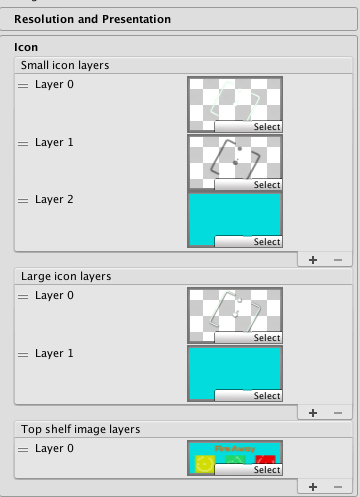 Resolution and Presentation
Icon
Small icon layers
Layer 0
Select
Layer 1
Select
Layer 2
Select
Large icon layers
Layer 0
Select
Layer 1
Select
Top shelf image layers
Layer 0
Select